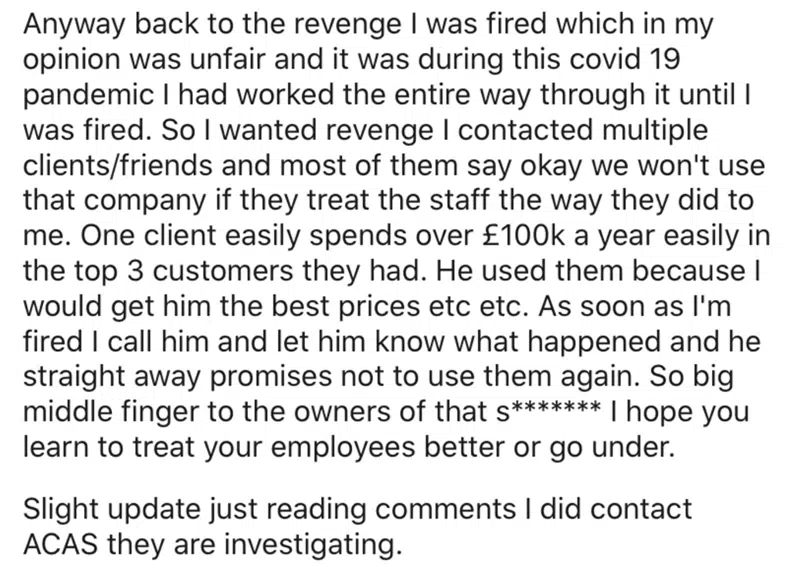 Anyway back to the revenge I was fired which in my
opinion was unfair and it was during this covid 19
pandemic I had worked the entire way through it until I
was fired. So I wanted revenge I contacted multiple
clients/friends and most of them say okay we won't use
that company if they treat the staff the way they did to
me. One client easily spends over £100k a year easily in
the top 3 customers they had. He used them because I
would get him the best prices etc etc. As soon as I'm
fired I call him and let him know what happened and he
straight away promises not to use them again. So big
middle finger to the owners of that s******* I hope you
learn to treat your employees better or go under.
Slight update just reading comments I did contact
ACAS they are investigating.